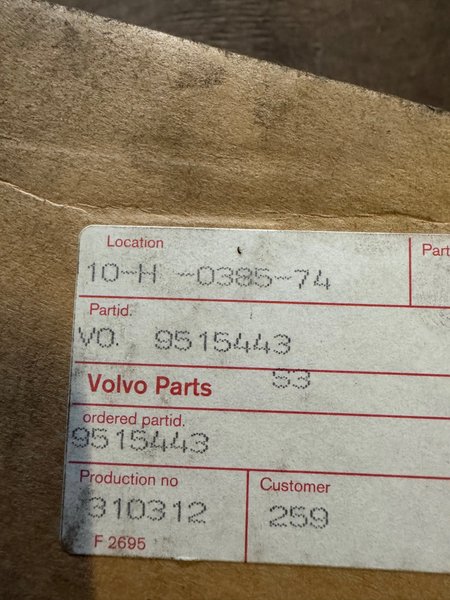 Location
Part
10-H -0385-74
Partid.
VO. 9515443
Volvo Parts S3
ordered partid.
9515443
Production no Customer
310312 259
F 2695